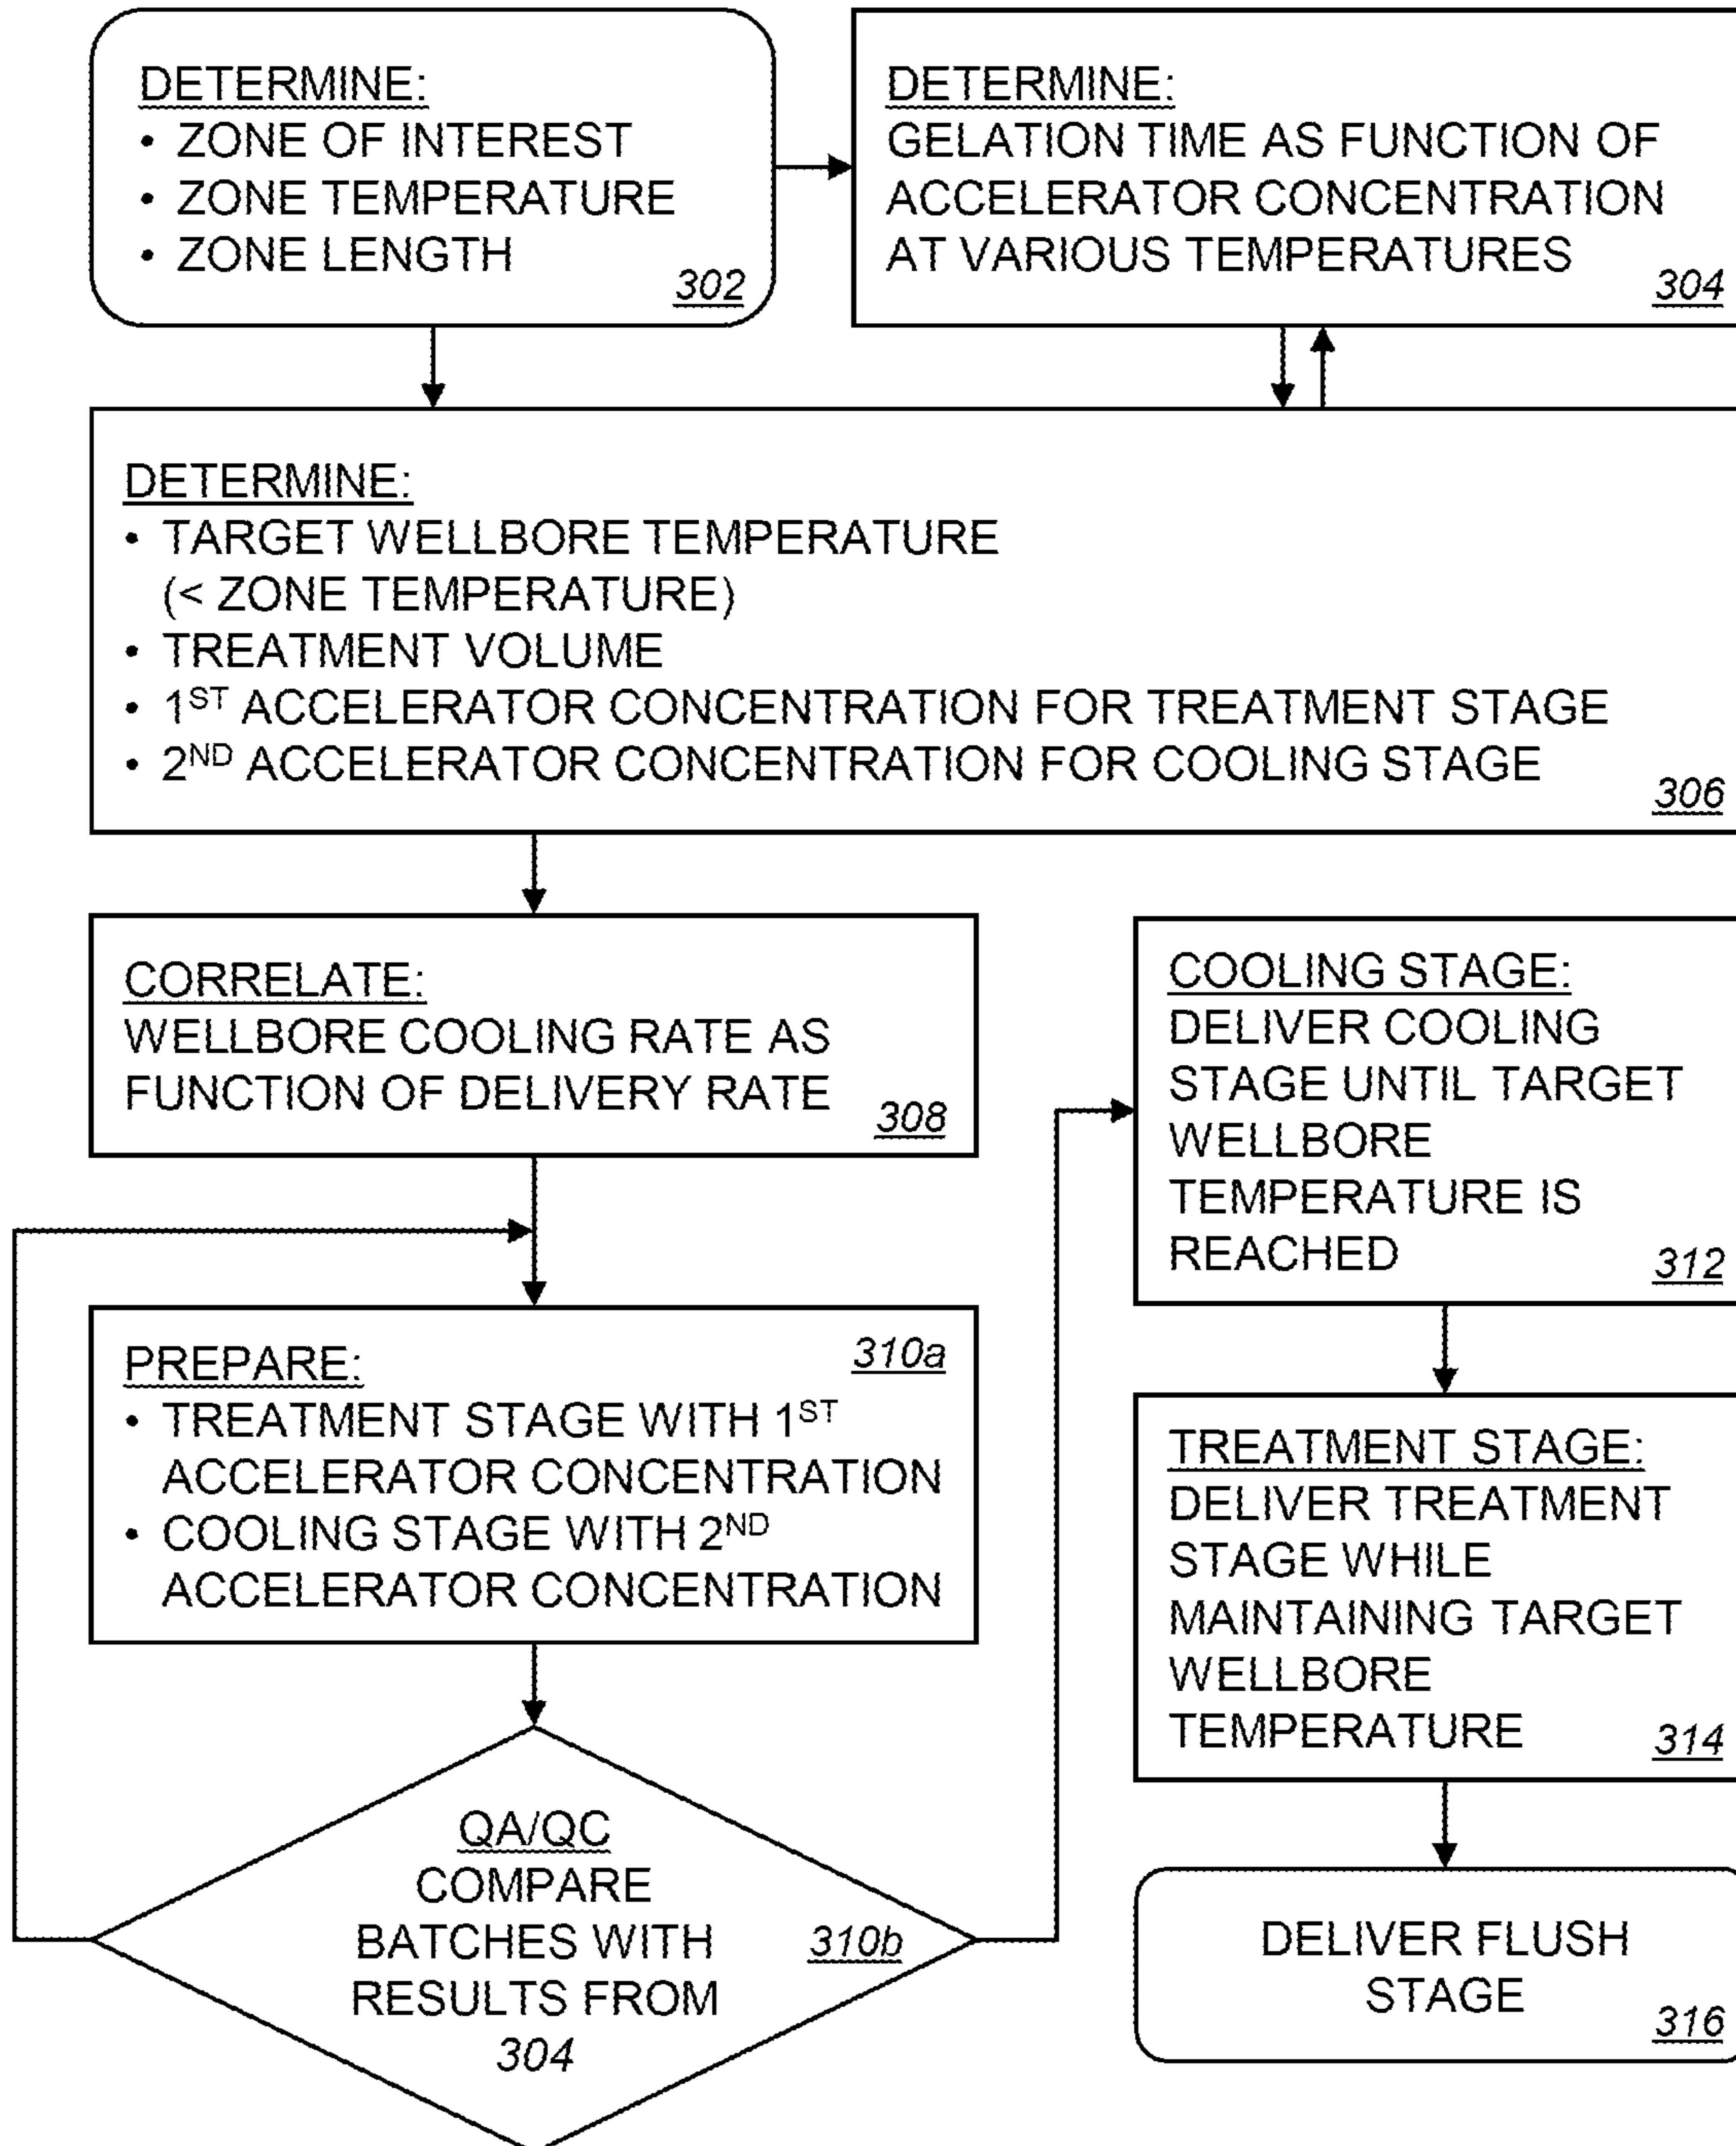 DETERMINE:
• ZONE OF INTEREST
• ZONE TEMPERATURE
• ZONE LENGTH
302
DETERMINE:
GELATION TIME AS FUNCTION OF
ACCELERATOR CONCENTRATION
AT VARIOUS TEMPERATURES
304
DETERMINE:
• TARGET WELLBORE TEMPERATURE
(< ZONE TEMPERATURE)
• TREATMENT VOLUME
• 1ST ACCELERATOR CONCENTRATION FOR TREATMENT STAGE
• 2ND ACCELERATOR CONCENTRATION FOR COOLING STAGE
306
CORRELATE:
WELLBORE COOLING RATE AS
FUNCTION OF DELIVERY RATE
308
PREPARE:
310a
• TREATMENT STAGE WITH 1ST
ACCELERATOR CONCENTRATION
• COOLING STAGE WITH 2ND
ACCELERATOR CONCENTRATION
QA/QC
COMPARE
BATCHES WITH
RESULTS FROM
304
310b
COOLING STAGE:
DELIVER COOLING
STAGE UNTIL TARGET
WELLBORE
TEMPERATURE IS
REACHED
312
TREATMENT STAGE:
DELIVER TREATMENT
STAGE WHILE
MAINTAINING TARGET
WELLBORE
TEMPERATURE
314
DELIVER FLUSH
STAGE
316